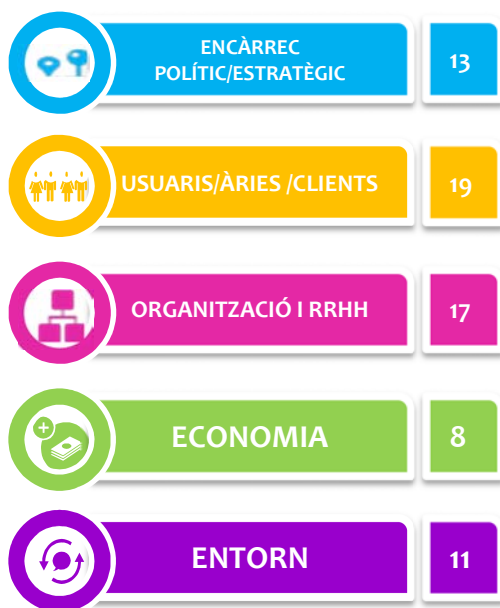 ENCÀRREC
POLÍTIC/ESTRATÈGIC
13
USUARIS/ÀRIES /CLIENTS
19
ORGANITZACIÓ I RRHH
17
ECONOMIA
8
ENTORN
11